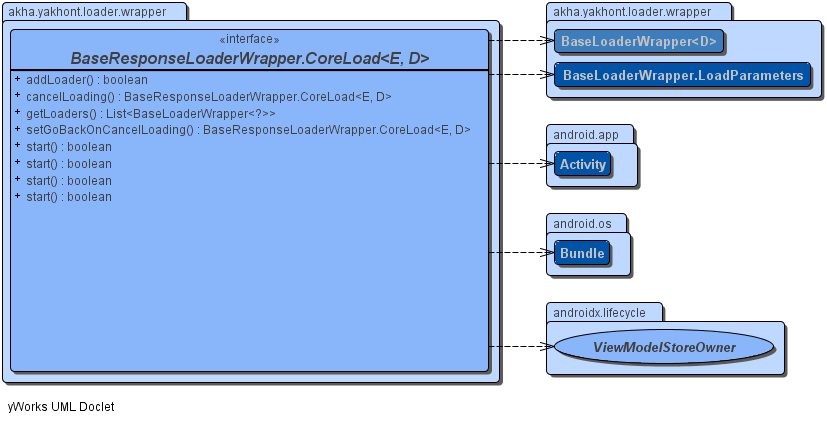 akha.yakhont.loader.wrapper
«interface»
BaseResponseLoaderWrapper.CoreLoad<E, D>
+ addLoader() : boolean
+ cancelLoading() : BaseResponseLoaderWrapper.CoreLoad<E, D>
+ getLoaders() : List<BaseLoaderWrapper<?>>
+ setGoBackOnCancelLoading() : BaseResponseLoaderWrapper.CoreLoad<E, D>
+ start() : boolean
+ start() : boolean
+ start() : boolean
+ start() : boolean
akha.yakhont.loader.wrapper
BaseLoaderWrapper<D>
BaseLoaderWrapper.LoadParameters
android.app
Activity
android.os
Bundle
androidx.lifecycle
ViewModelStoreOwner
yWorks UML Doclet